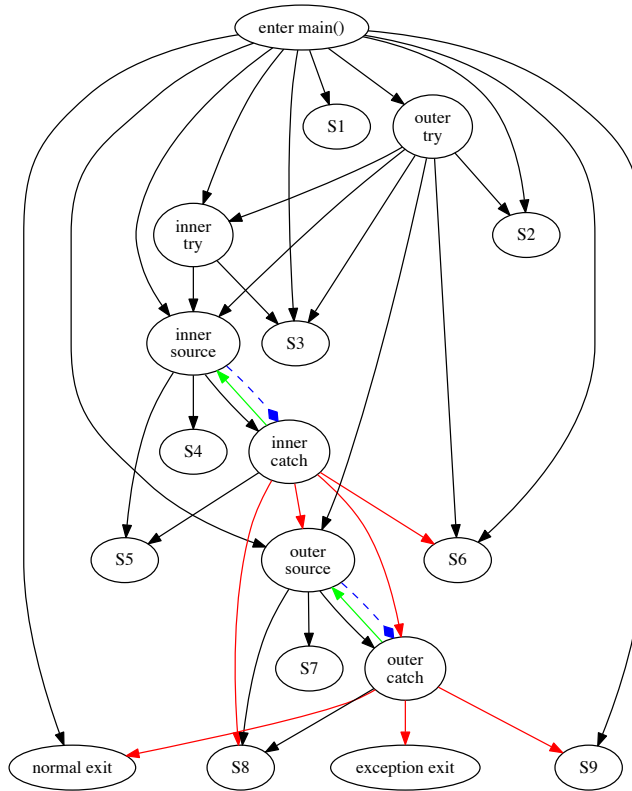 enter main()
S1
outer
try
inner
try
S2
inner
source
S3
S4
inner
catch
S5
outer
source
S6
S7
outer
catch
normal exit
S8
exception exit
S9